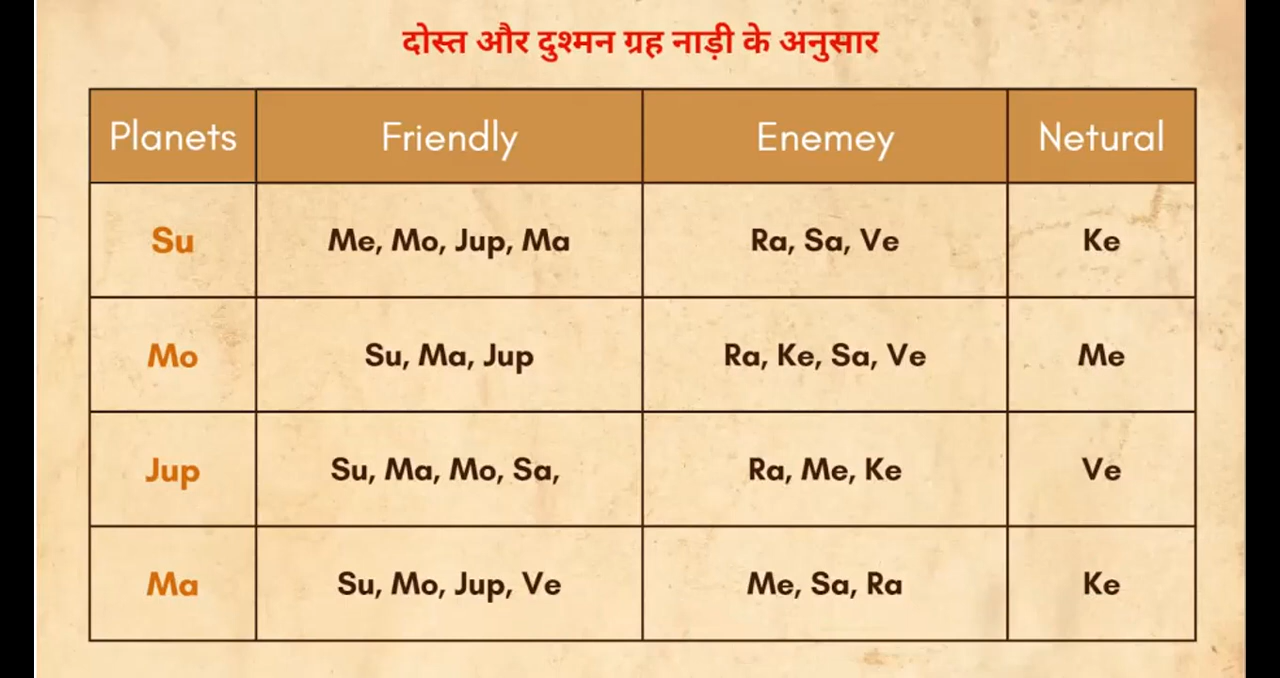 दोस्त और दुश्मन ग्रह नाड़ी के अनुसार
Planets Friendly Enemey Netural
Su Me, Mo, Jup, Ma Ra, Sa, Ve Ke
Mo Su, Ma, Jup Ra, Ke, Sa, Ve Me
Jup Su, Ma, Mo, Sa, Ra, Me, Ke Ve
Ma Su, Mo, Jup, Ve Me, Sa, Ra Ke